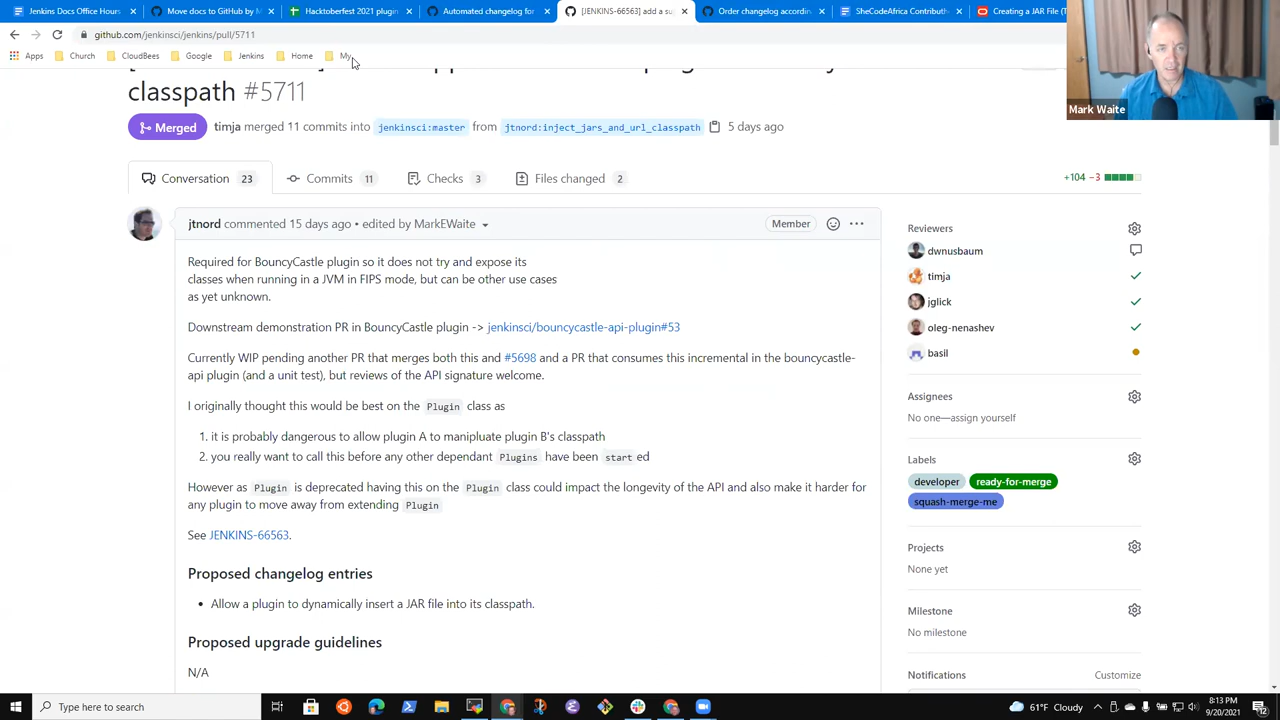 Jenkins Docs Office Hours
Move docs to GitHub by M
Hacktoberfest 2021 plugin
Automated changelog for
[JENKINS-66563] add a su
Order changelog accordin
SheCodeAfrica Contributh
Creating a JAR File (T
github.com/jenkinsci/jenkins/pull/5711
Apps
Church
CloudBees
Google
Jenkins
Home
My
Mark Waite
classpath #5711
Merged
timja merged 11 commits into jenkinsci:master from jtnord:inject_jars_and_url_classpath 5 days ago
Conversation 23
Commits 11
Checks 3
Files changed 2
+104 −3
jtnord commented 15 days ago • edited by MarkEWaite
Member
Required for BouncyCastle plugin so it does not try and expose its
classes when running in a JVM in FIPS mode, but can be other use cases
as yet unknown.
Downstream demonstration PR in BouncyCastle plugin -> jenkinsci/bouncycastle-api-plugin#53
Currently WIP pending another PR that merges both this and #5698 and a PR that consumes this incremental in the bouncycastle-
api plugin (and a unit test), but reviews of the API signature welcome.
I originally thought this would be best on the Plugin class as
1. it is probably dangerous to allow plugin A to manipluate plugin B's classpath
2. you really want to call this before any other dependant Plugins have been start ed
However as Plugin is deprecated having this on the Plugin class could impact the longevity of the API and also make it harder for
any plugin to move away from extending Plugin
See JENKINS-66563.
Proposed changelog entries
• Allow a plugin to dynamically insert a JAR file into its classpath.
Proposed upgrade guidelines
N/A
Reviewers
dwnusbaum
timja
jglick
oleg-nenashev
basil
Assignees
No one—assign yourself
Labels
developer
ready-for-merge
squash-merge-me
Projects
None yet
Milestone
No milestone
Notifications
Customize
Type here to search
61°F Cloudy
8:13 PM
9/20/2021
12